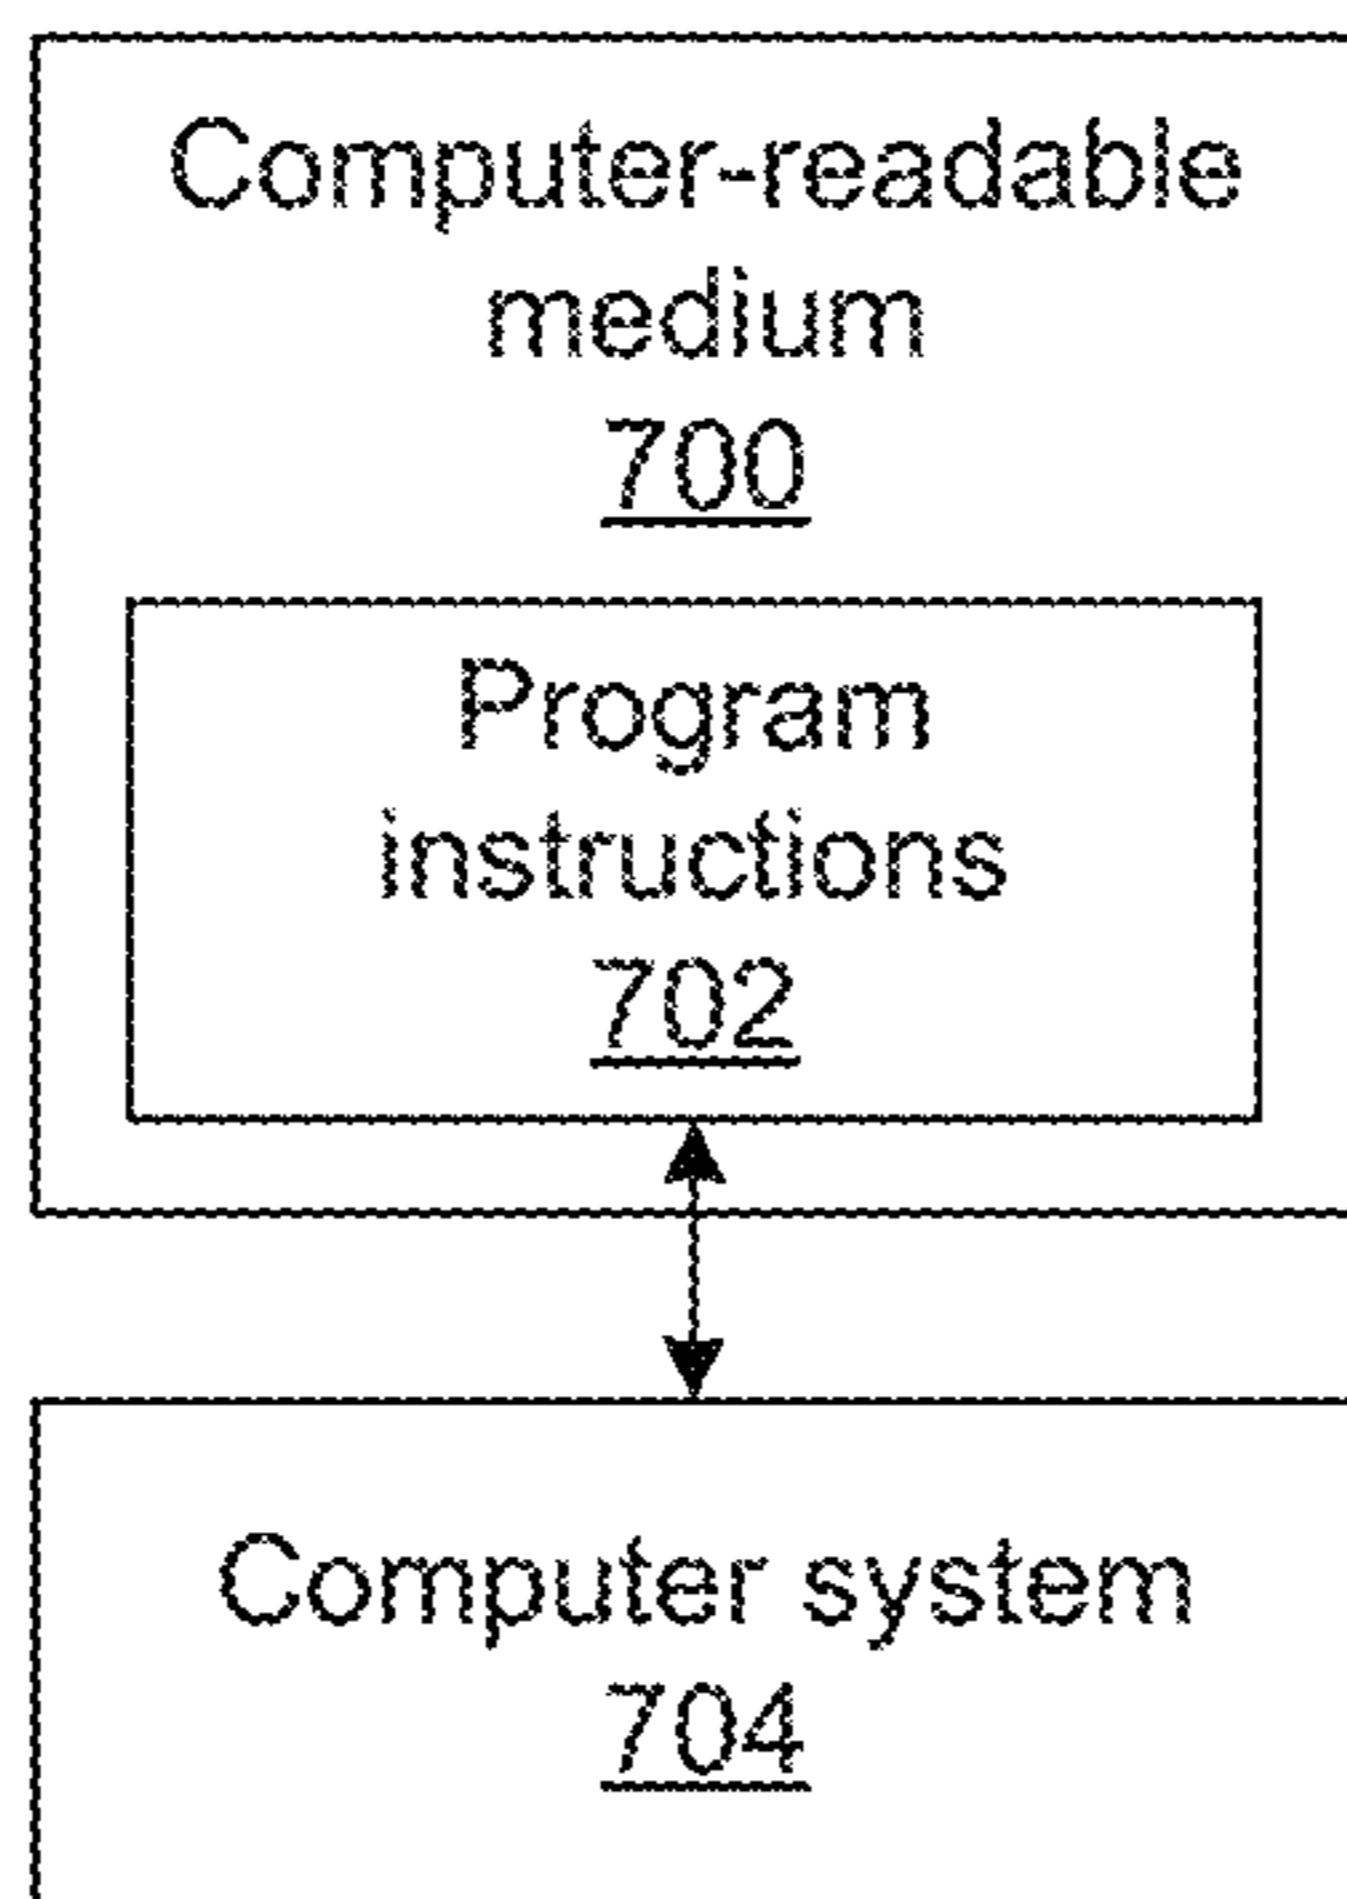 Computer-readable
medium
700
Program
instructions
702
Computer system
704